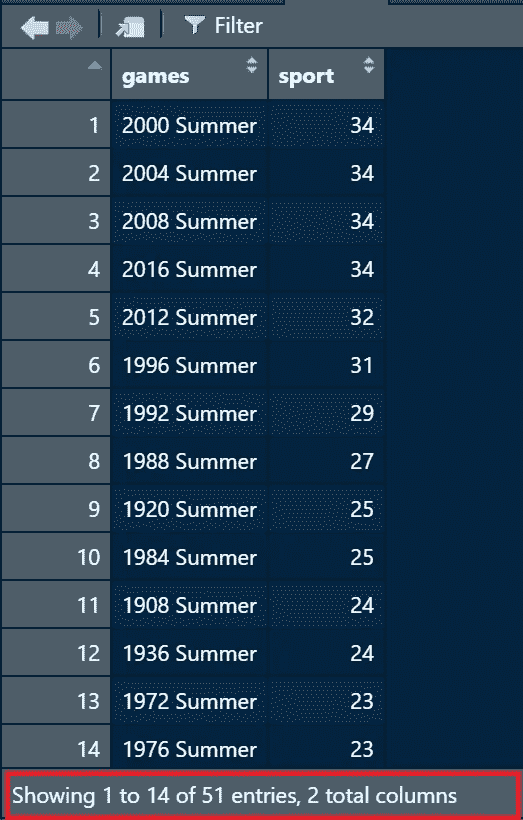 Filter
games sport
1 2000 Summer 34
2 2004 Summer 34
3 2008 Summer 34
4 2016 Summer 34
5 2012 Summer 32
6 1996 Summer 31
7 1992 Summer 29
8 1988 Summer 27
9 1920 Summer 25
10 1984 Summer 25
11 1908 Summer 24
12 1936 Summer 24
13 1972 Summer 23
14 1976 Summer 23
Showing 1 to 14 of 51 entries, 2 total columns